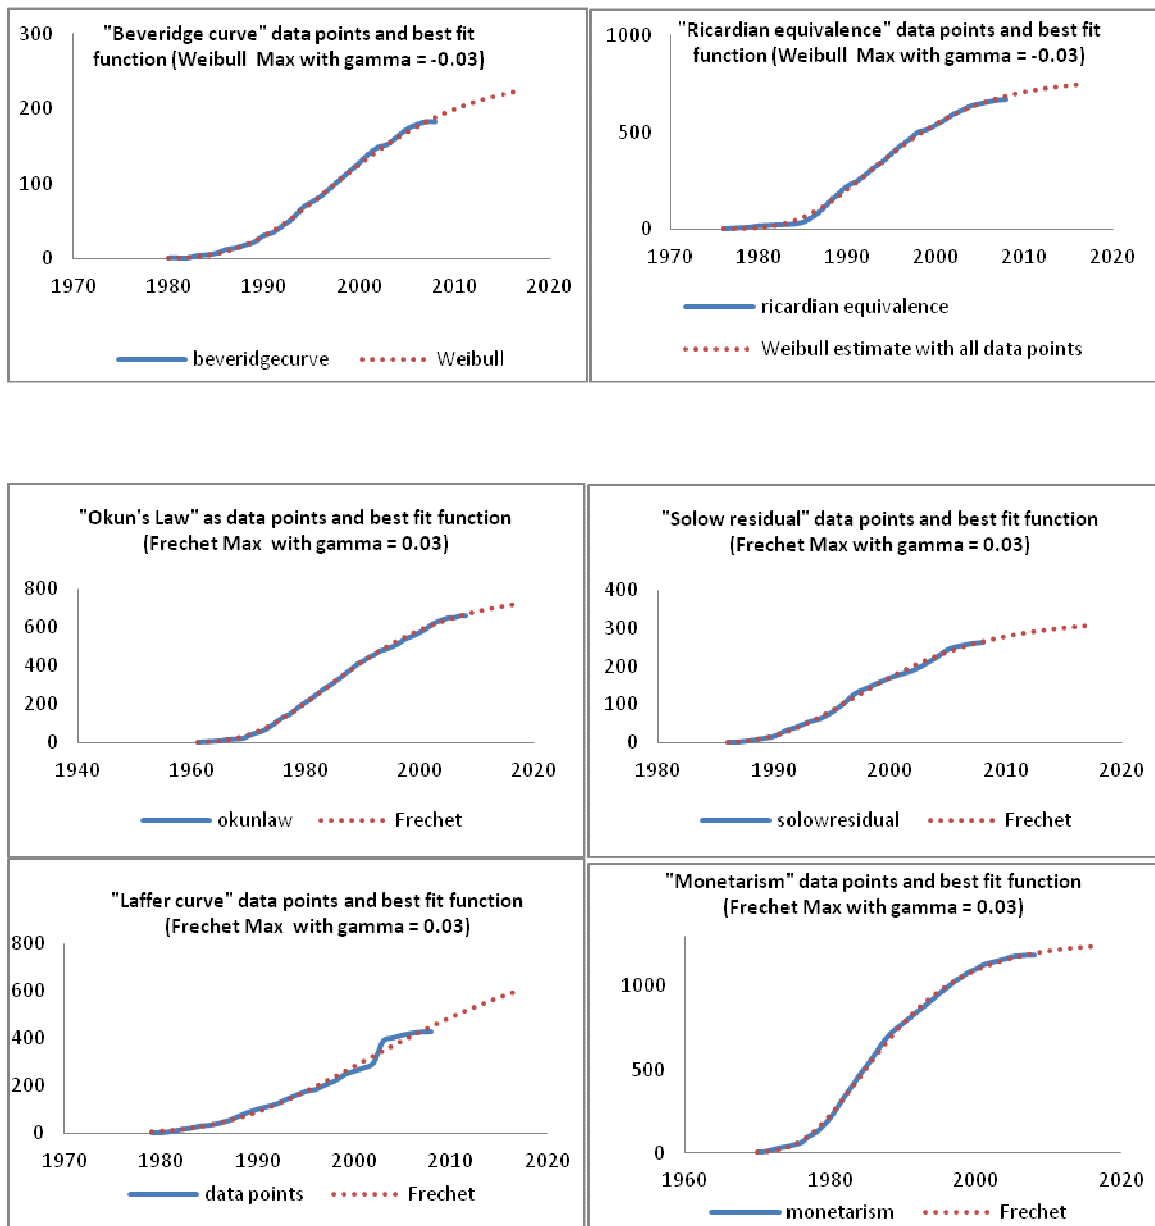 "Beveridge curve" data points and best fit
function (Weibull  Max with gamma = -0.03)
300
200
100
0
1970 1980 1990 2000 2010 2020
beveridgecurve Weibull
"Ricardian equivalence" data points and best fit
function (Weibull  Max with gamma = -0.03)
1000
500
0
1970 1980 1990 2000 2010 2020
ricardian equivalence
Weibull estimate with all data points
"Okun's Law" as data points and best fit function
(Frechet Max  with gamma = 0.03)
800
600
400
200
0
1940 1960 1980 2000 2020
okunlaw Frechet
"Solow residual" data points and best fit function
(Frechet Max with gamma = 0.03)
400
300
200
100
0
1980 1990 2000 2010 2020
solowresidual Frechet
"Laffer curve" data points and best fit function
(Frechet Max  with gamma = 0.03)
800
600
400
200
0
1970 1980 1990 2000 2010 2020
data points Frechet
"Monetarism" data points and best fit function
(Frechet Max with gamma = 0.03)
1000
500
0
1960 1980 2000 2020
monetarism Frechet